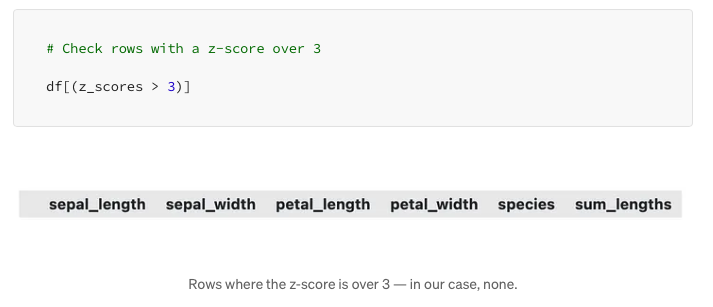 # Check rows with a z-score over 3
df[(z_scores > 3)]
sepal_length sepal_width petal_length petal_width species sum_lengths
Rows where the z-score is over 3 — in our case, none.